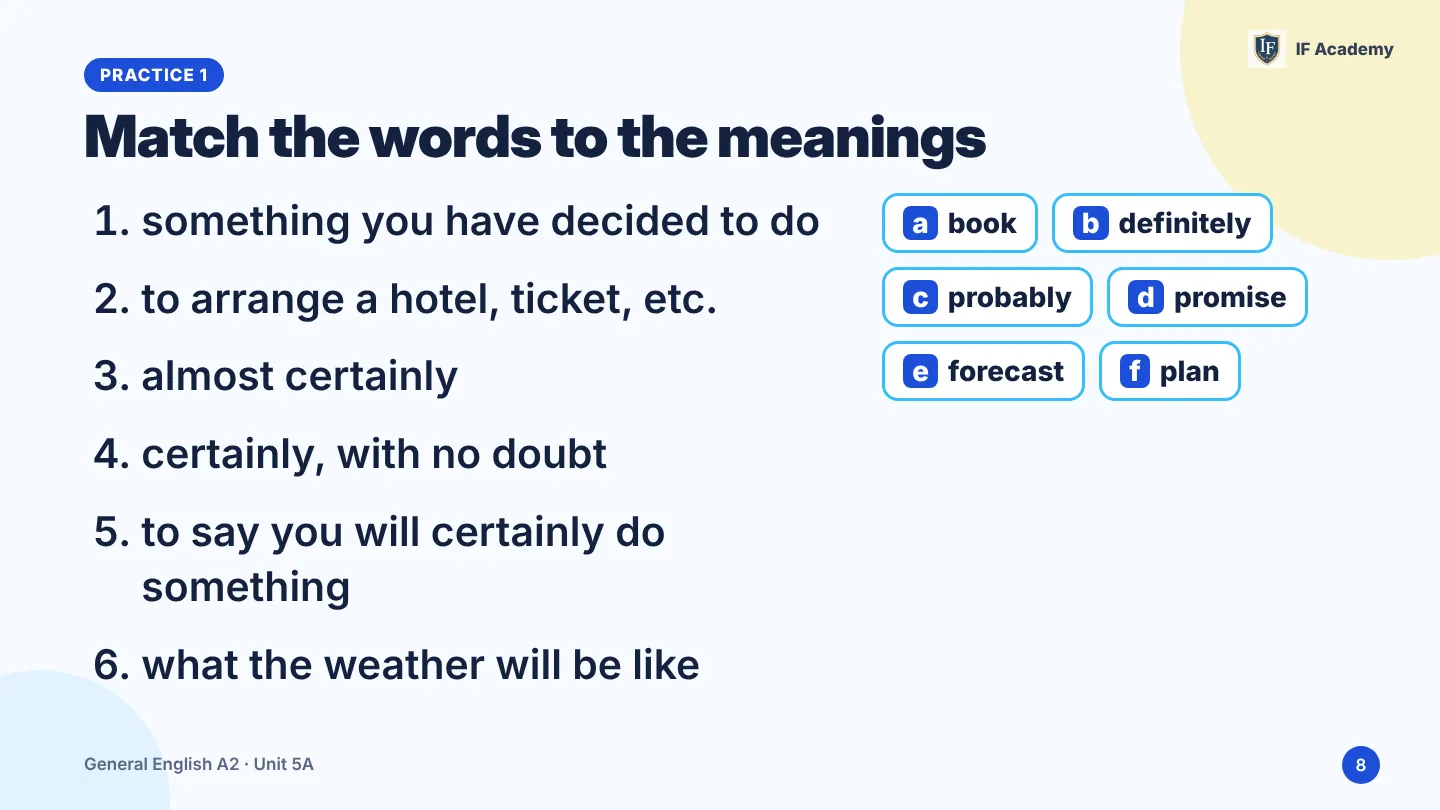 IF Academy
PRACTICE 1
Match the words to the meanings
1. something you have decided to do
2. to arrange a hotel, ticket, etc.
3. almost certainly
4. certainly, with no doubt
5. to say you will certainly do
something
6. what the weather will be like
a book
b definitely
c probably
d promise
e forecast
f plan
General English A2 · Unit 5A
8